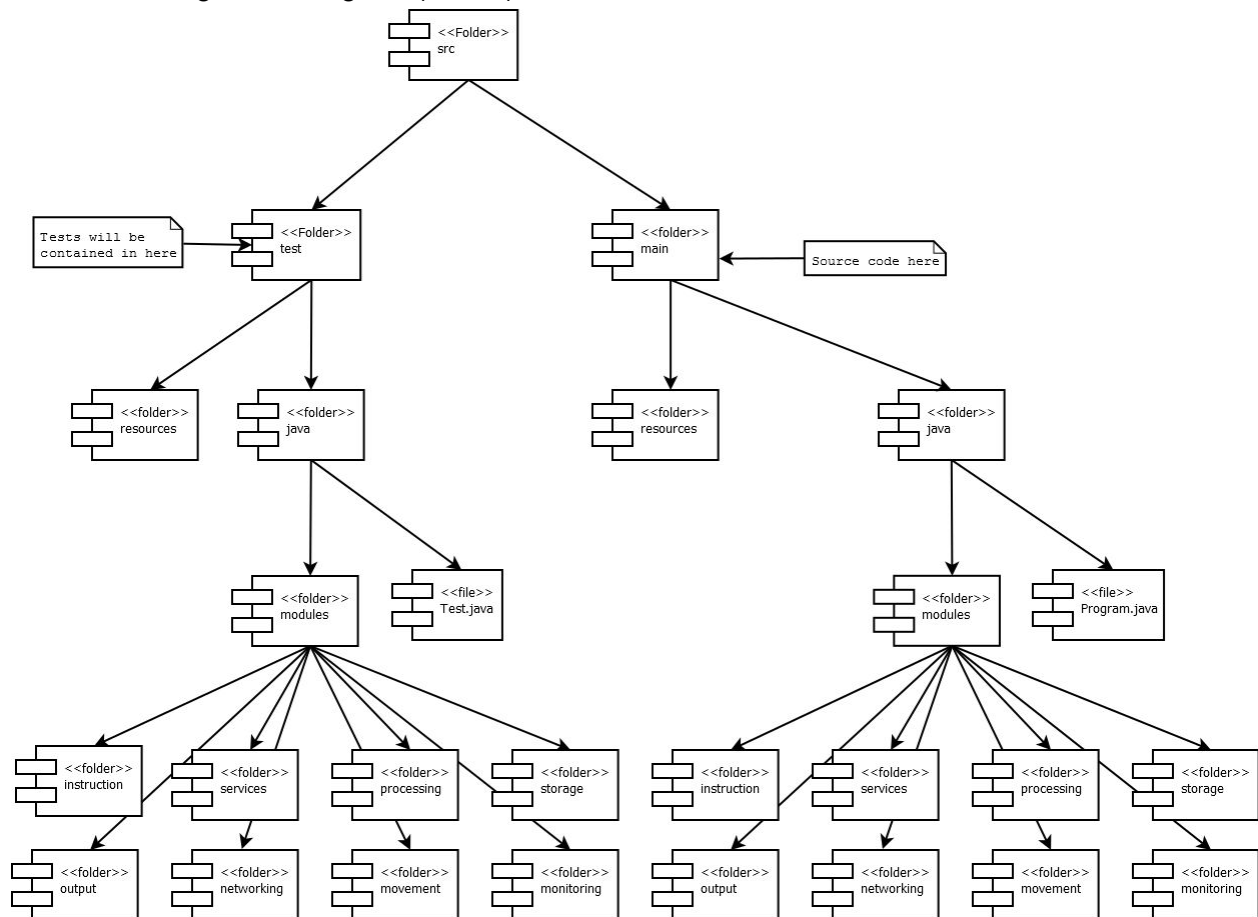 <<Folder>>
src
<<Folder>>
test
<<folder>>
main
Tests will be
contained in here
Source code here
<<folder>>
resources
<<folder>>
java
<<folder>>
resources
<<folder>>
java
<<folder>>
modules
<<file>>
Test.java
<<folder>>
modules
<<file>>
Program.java
<<folder>>
instruction
<<folder>>
services
<<folder>>
processing
<<folder>>
storage
<<folder>>
instruction
<<folder>>
services
<<folder>>
processing
<<folder>>
storage
<<folder>>
output
<<folder>>
networking
<<folder>>
movement
<<folder>>
monitoring
<<folder>>
output
<<folder>>
networking
<<folder>>
movement
<<folder>>
monitoring